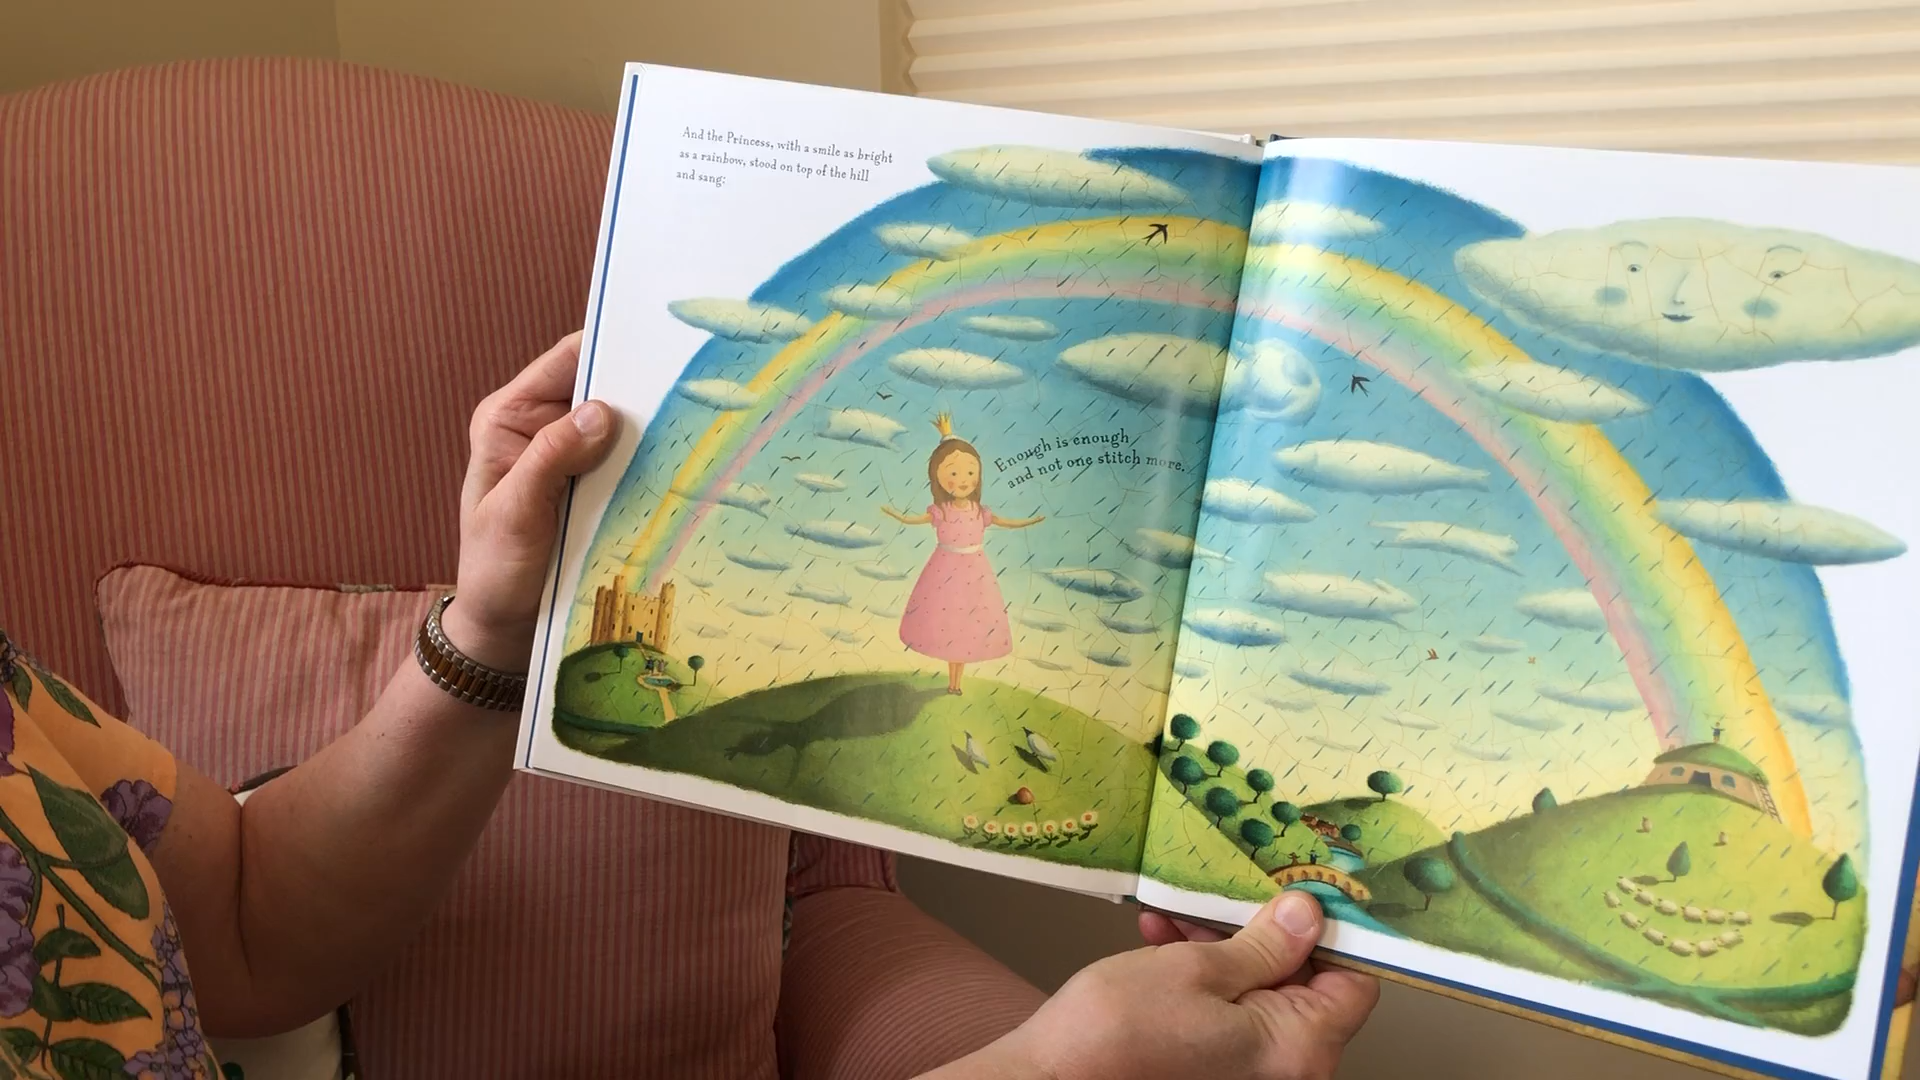 And the Princess, with a smile as bright
as a rainbow, stood on top of the hill
and sang:
Enough is enough
and not one stitch more.